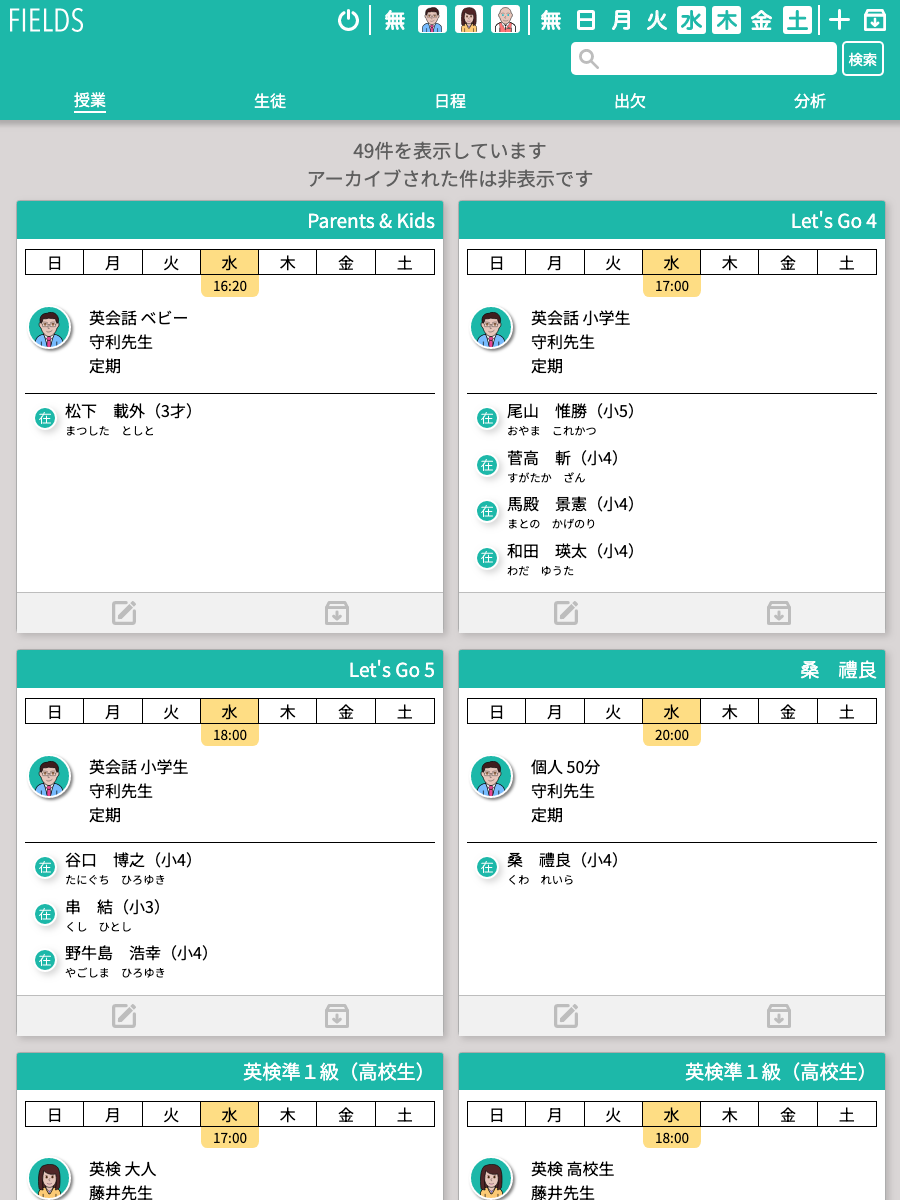 FIELDS
無 無 日 月 火 水 木 金 土
検索
授業 生徒 日程 出欠 分析
49件を表示しています
アーカイブされた件は非表示です
Parents & Kids
日 月 火 水 木 金 土
16:20
英会話 ベビー
守利先生
定期
在 松下　載外（3才）
まつした　としと
Let's Go 4
日 月 火 水 木 金 土
17:00
英会話 小学生
守利先生
定期
在 尾山　惟勝（小5）
おやま　これかつ
在 菅高　斬（小4）
すがたか　ざん
在 馬殿　景憲（小4）
まとの　かげのり
在 和田　瑛太（小4）
わだ　ゆうた
Let's Go 5
日 月 火 水 木 金 土
18:00
英会話 小学生
守利先生
定期
在 谷口　博之（小4）
たにぐち　ひろゆき
在 串　結（小3）
くし　ひとし
在 野牛島　浩幸（小4）
やごしま　ひろゆき
桑　禮良
日 月 火 水 木 金 土
20:00
個人 50分
守利先生
定期
在 桑　禮良（小4）
くわ　れいら
英検準１級（高校生）
日 月 火 水 木 金 土
17:00
英検 大人
藤井先生
英検準１級（高校生）
日 月 火 水 木 金 土
18:00
英検 高校生
藤井先生